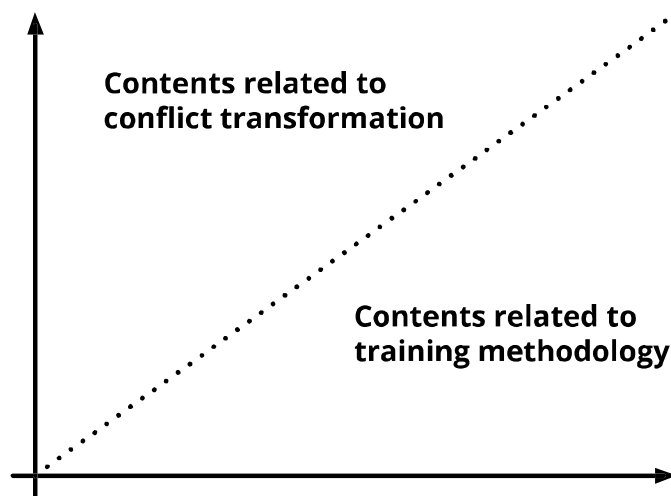 Contents related to
conflict transformation
Contents related to
training methodology